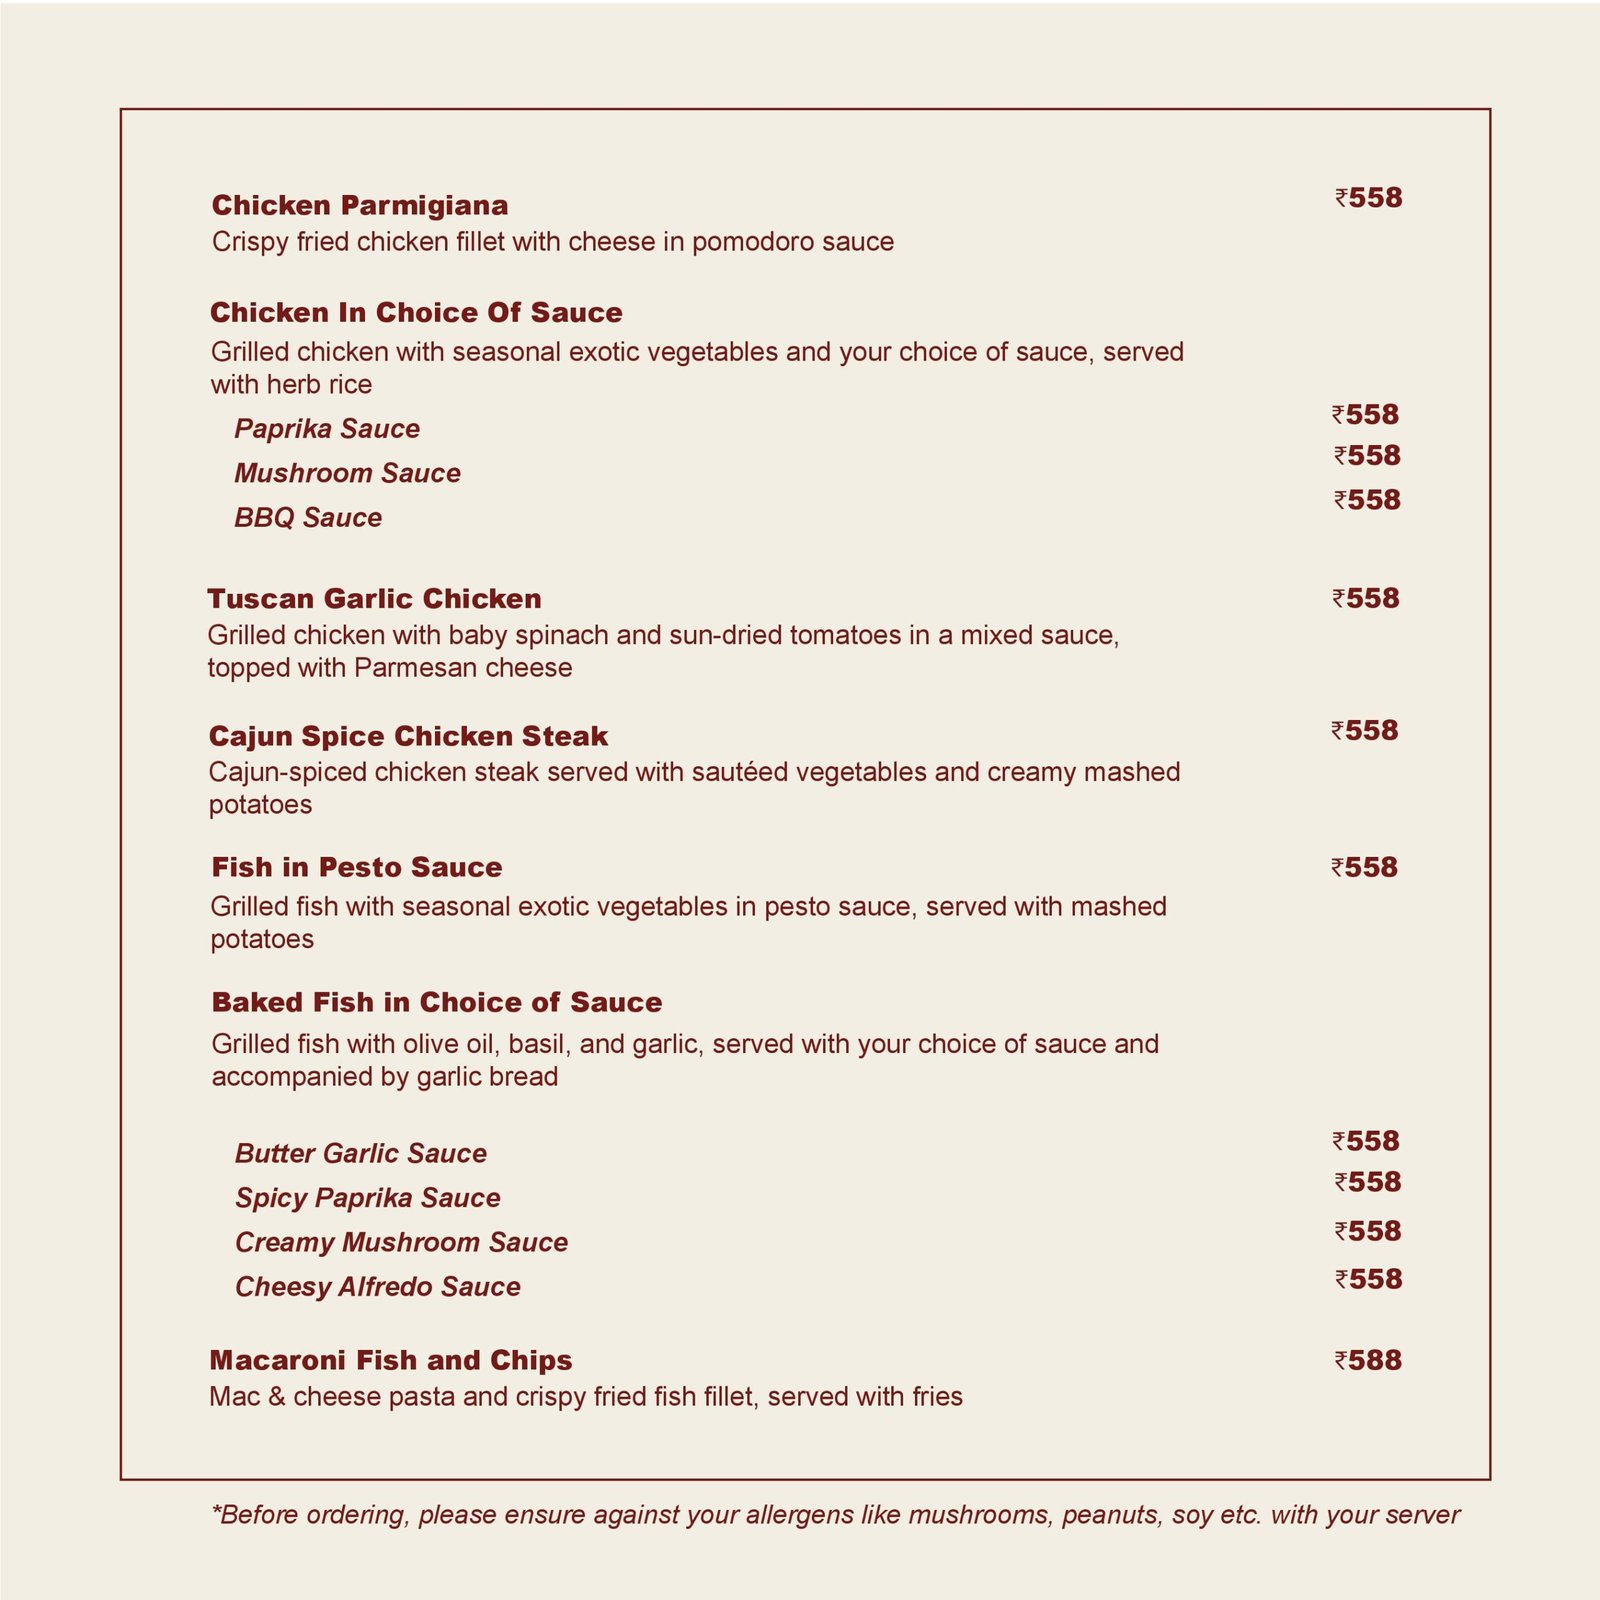 Chicken Parmigiana ₹558
Crispy fried chicken fillet with cheese in pomodoro sauce
Chicken In Choice Of Sauce
Grilled chicken with seasonal exotic vegetables and your choice of sauce, served
with herb rice
Paprika Sauce ₹558
Mushroom Sauce ₹558
BBQ Sauce ₹558
Tuscan Garlic Chicken ₹558
Grilled chicken with baby spinach and sun-dried tomatoes in a mixed sauce,
topped with Parmesan cheese
Cajun Spice Chicken Steak ₹558
Cajun-spiced chicken steak served with sautéed vegetables and creamy mashed
potatoes
Fish in Pesto Sauce ₹558
Grilled fish with seasonal exotic vegetables in pesto sauce, served with mashed
potatoes
Baked Fish in Choice of Sauce
Grilled fish with olive oil, basil, and garlic, served with your choice of sauce and
accompanied by garlic bread
Butter Garlic Sauce ₹558
Spicy Paprika Sauce ₹558
Creamy Mushroom Sauce ₹558
Cheesy Alfredo Sauce ₹558
Macaroni Fish and Chips ₹588
Mac & cheese pasta and crispy fried fish fillet, served with fries
*Before ordering, please ensure against your allergens like mushrooms, peanuts, soy etc. with your server